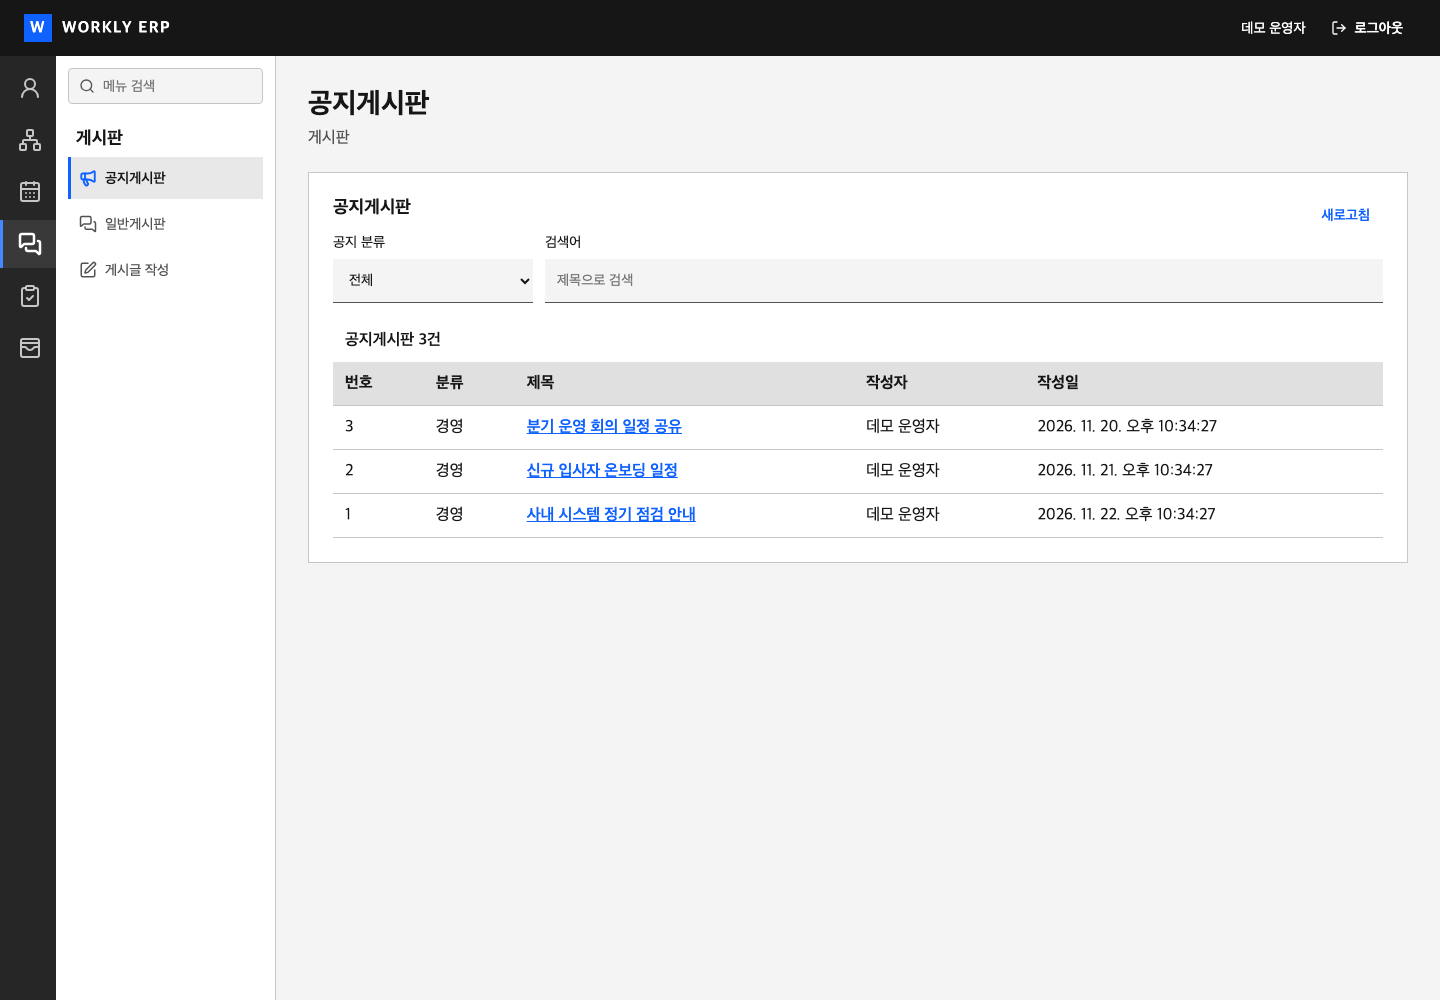 W WORKLY ERP
데모 운영자 로그아웃
메뉴 검색
게시판
공지게시판
일반게시판
게시글 작성
공지게시판
게시판
공지게시판
새로고침
공지 분류 검색어
전체 제목으로 검색
공지게시판 3건
번호 분류 제목 작성자 작성일
3 경영 분기 운영 회의 일정 공유 데모 운영자 2026. 11. 20. 오후 10:34:27
2 경영 신규 입사자 온보딩 일정 데모 운영자 2026. 11. 21. 오후 10:34:27
1 경영 사내 시스템 정기 점검 안내 데모 운영자 2026. 11. 22. 오후 10:34:27